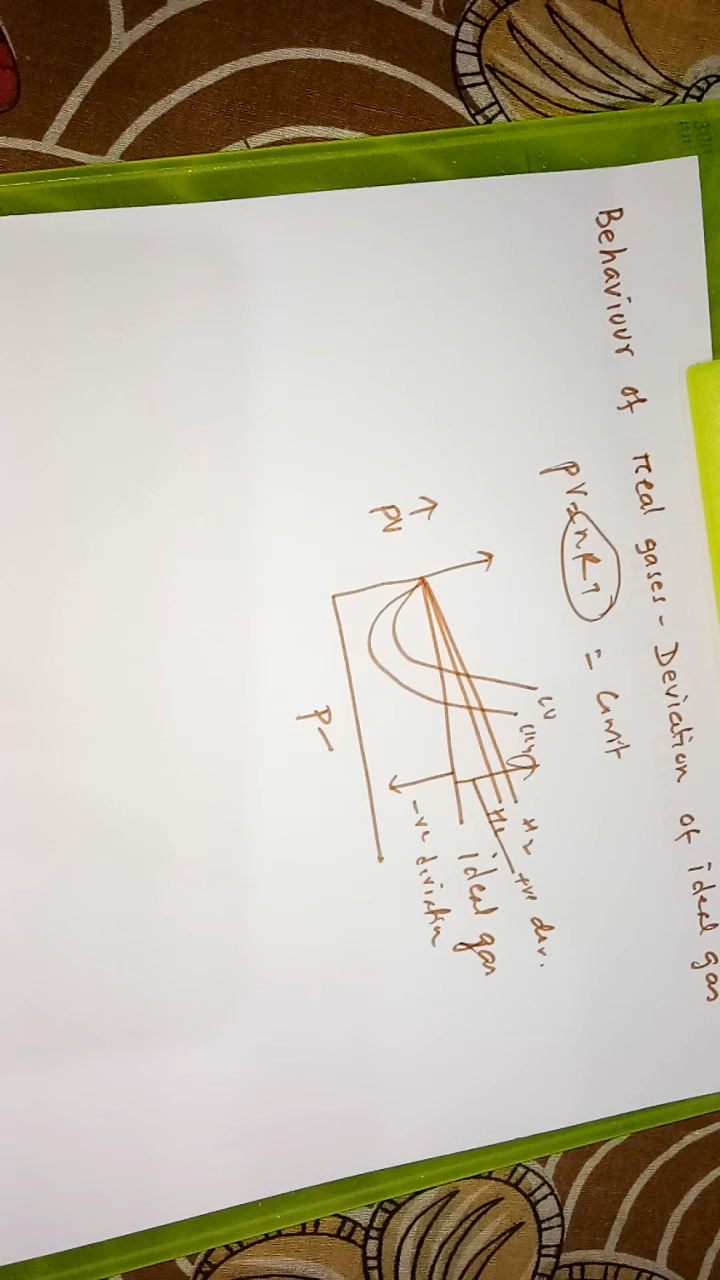 Behaviour of real gases - Deviation of ideal gas
PV = nRT = Const
PV
CO
CH4
H2
He
+ve dev.
ideal gas
-ve deviation
P